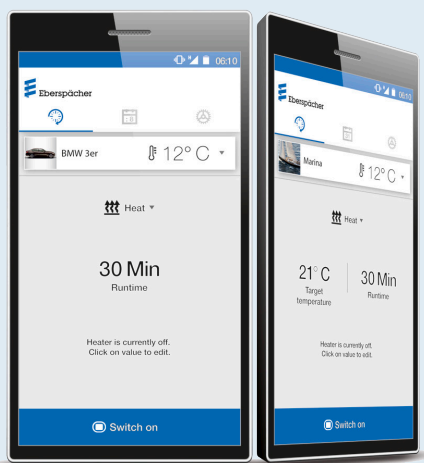 06:10
Eberspächer
BMW 3er
12° C
Heat
30 Min
Runtime
Heater is currently off.
Click on value to edit.
Switch on
06:10
Eberspächer
Marina
12° C
Heat
21° C
Target
temperature
30 Min
Runtime
Heater is currently off.
Click on value to edit.
Switch on